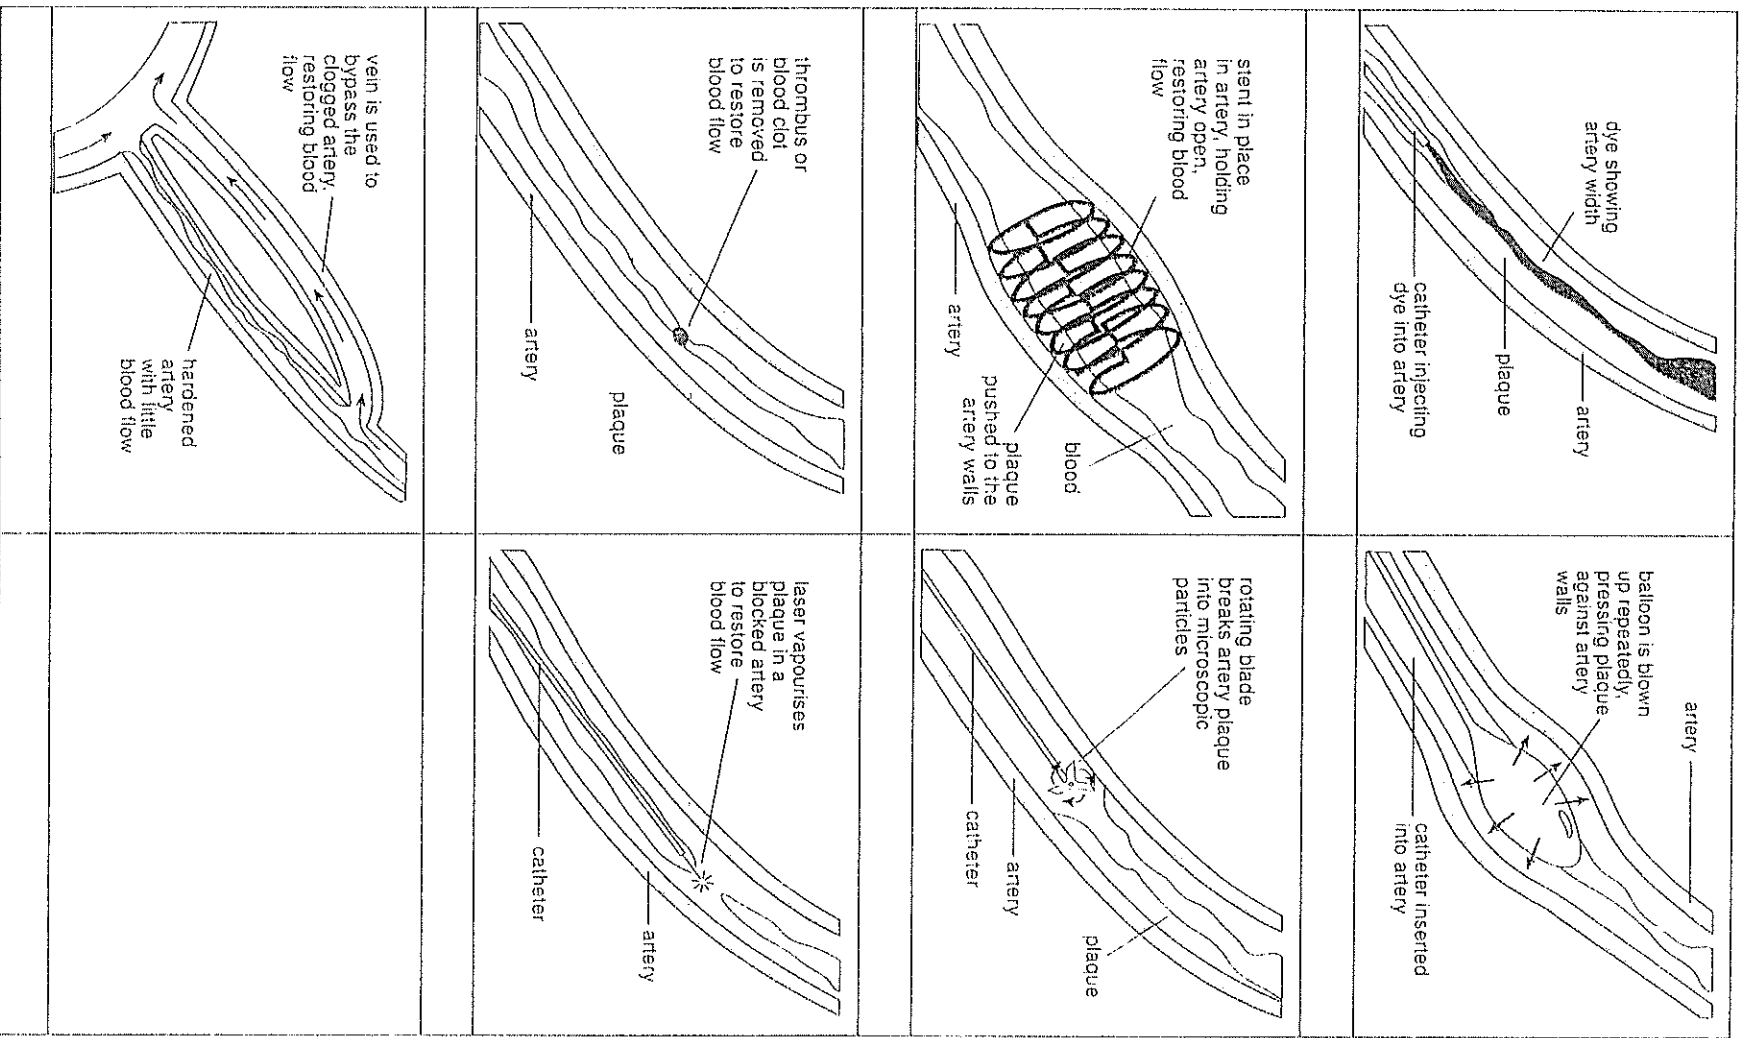 dye showing
artery width
artery
plaque
catheter injecting
dye into artery
artery
balloon is blown
up repeatedly,
pressing plaque
against artery
walls
catheter inserted
into artery
stent in place
in artery, holding
artery open,
restoring blood
flow
blood
plaque
pushed to the
artery walls
artery
rotating blade
breaks artery plaque
into microscopic
particles
plaque
artery
catheter
thrombus or
blood clot
is removed
to restore
blood flow
plaque
artery
laser vapourises
plaque in a
blocked artery
to restore
blood flow
artery
catheter
vein is used to
bypass the
clogged artery,
restoring blood
flow
hardened
artery
with little
blood flow